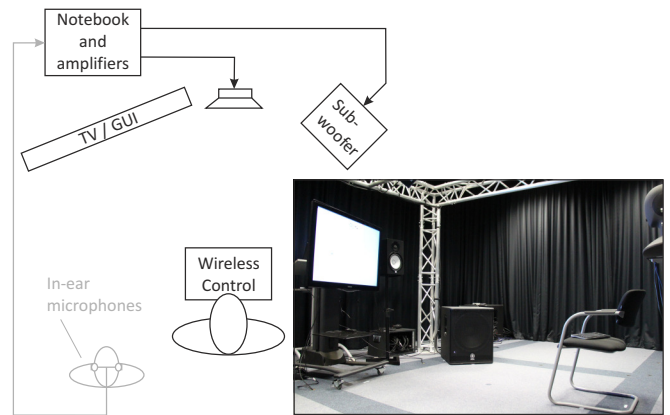 Notebook
and
amplifiers
TV / GUI
Sub-
woofer
Wireless
Control
In-ear
microphones